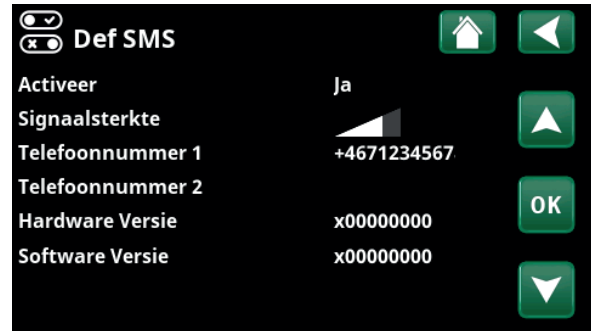 Def SMS
Activeer Ja
Signaalsterkte
Telefoonnummer 1 +4671234567
Telefoonnummer 2
OK
Hardware Versie x00000000
Software Versie x00000000